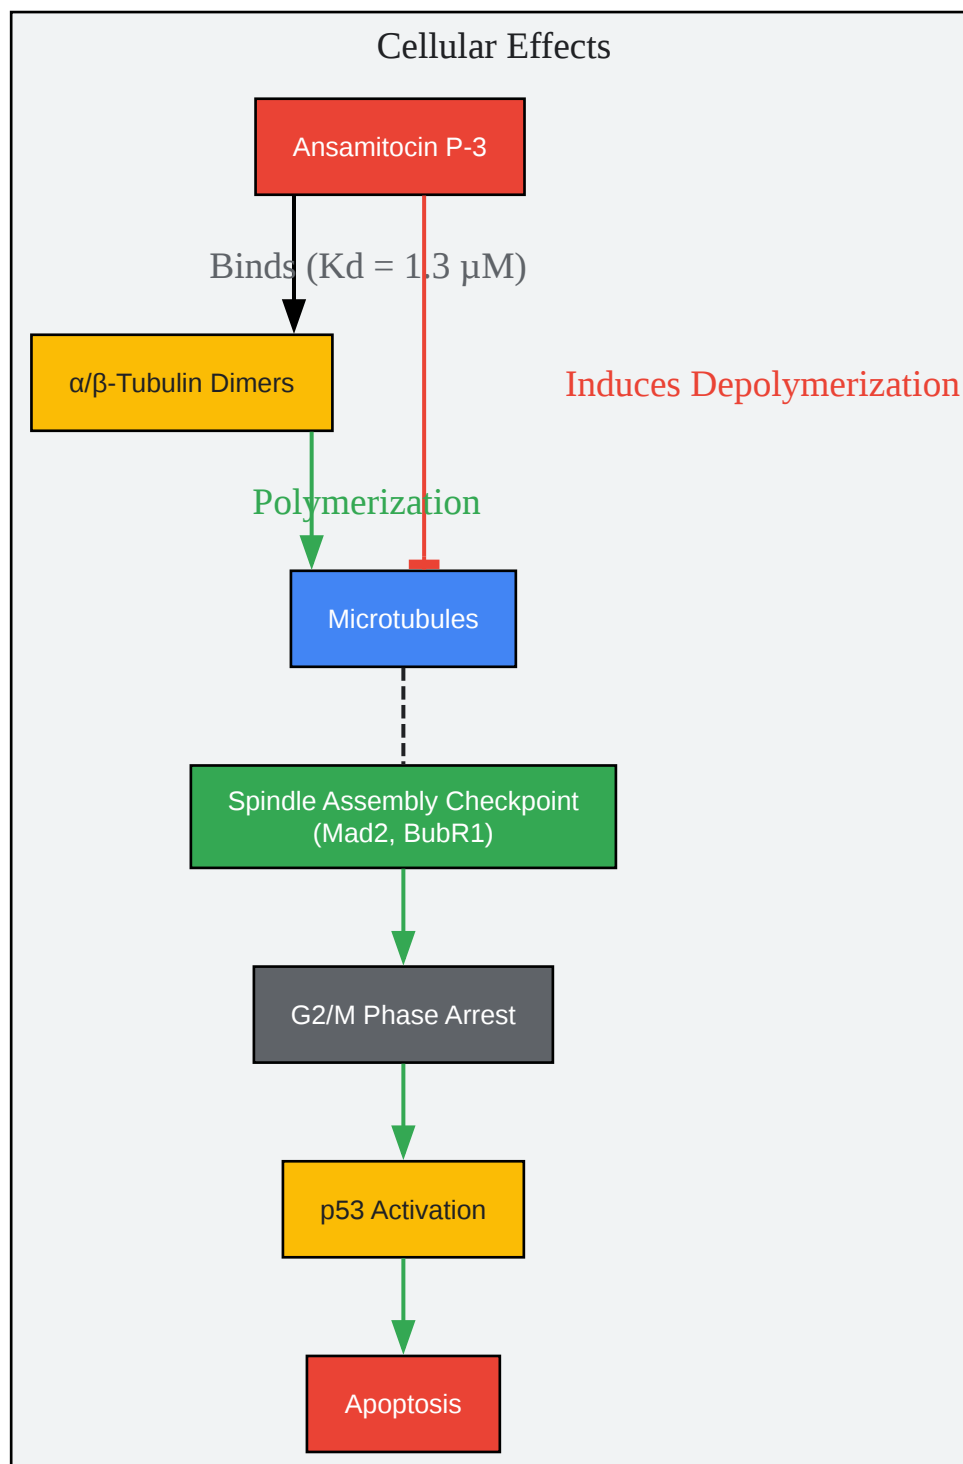 Cellular Effects
Ansamitocin P-3
Binds (Kd = 1.3 µM)
α/β-Tubulin Dimers
Induces Depolymerization
Polymerization
Microtubules
Spindle Assembly Checkpoint
(Mad2, BubR1)
G2/M Phase Arrest
p53 Activation
Apoptosis